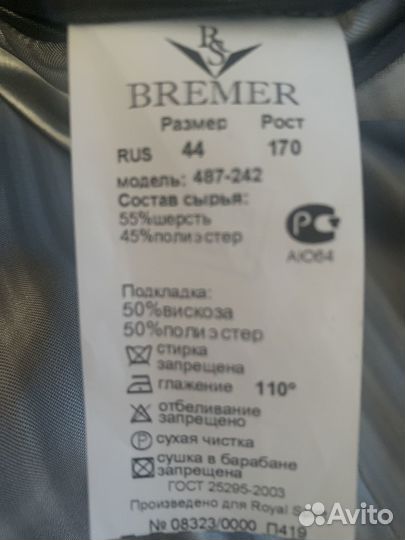 RS
BREMER
Размер Рост
RUS 44 170
модель: 487-242
Состав сырья:
55%шерсть
45%полиэстер
РС
АЮ64
Подкладка:
50%вискоза
50%полиэстер
стирка
запрещена
глажение 110°
отбеливание
запрещено
P сухая чистка
сушка в барабане
запрещена
ГОСТ 25295-2003
Произведено для Royal
№ 08323/0000 П419
Avito